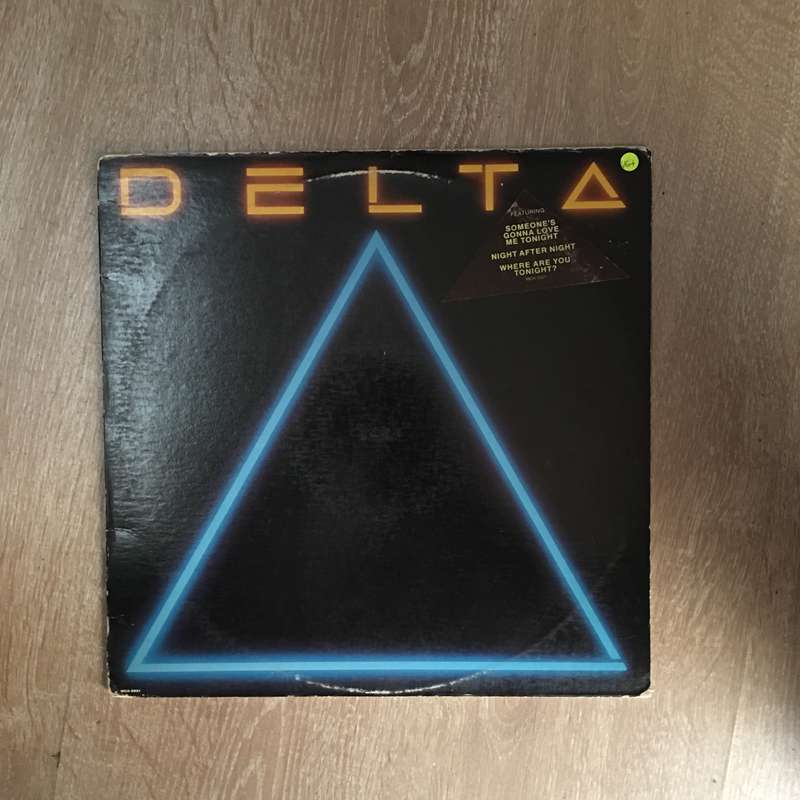 DELTA
FEATURING
SOMEONE'S
GONNA LOVE
ME TONIGHT
NIGHT AFTER NIGHT
WHERE ARE YOU
TONIGHT?